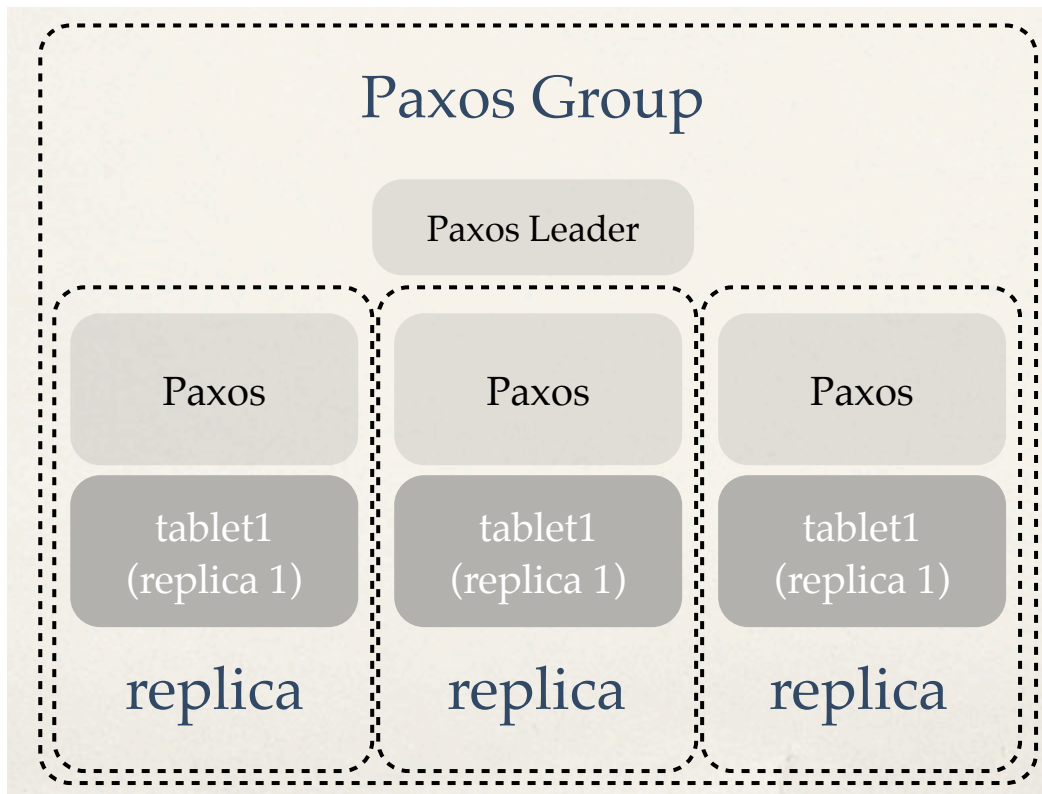 Paxos Group
Paxos Leader
Paxos
Paxos
Paxos
tablet1
(replica 1)
tablet1
(replica 1)
tablet1
(replica 1)
replica
replica
replica